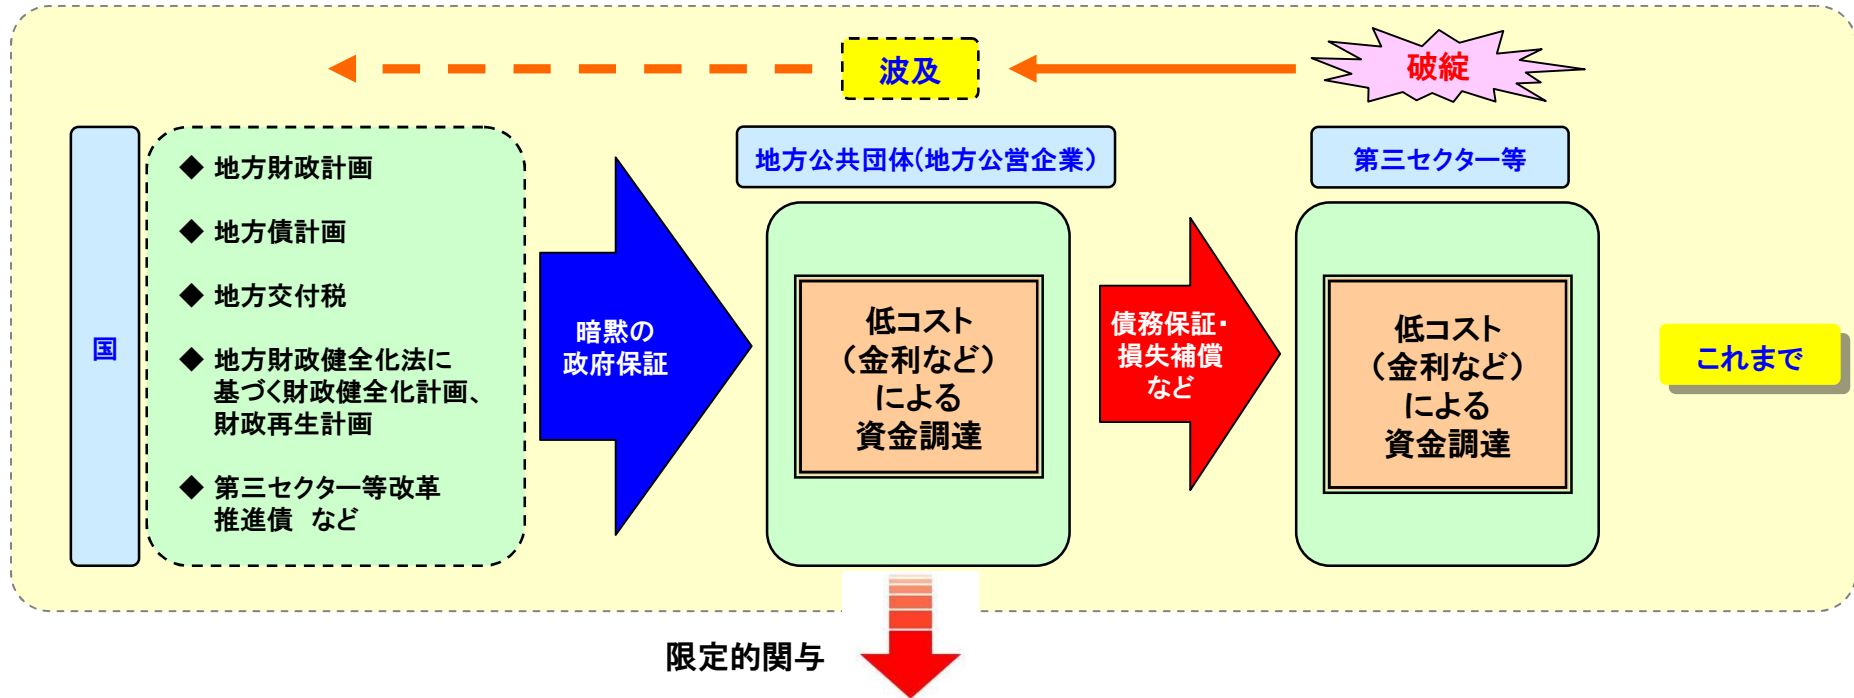 波及
破綻
地方公共団体(地方公営企業)
第三セクター等
国
◆ 地方財政計画
◆ 地方債計画
◆ 地方交付税
◆ 地方財政健全化法に
基づく財政健全化計画、
財政再生計画
◆ 第三セクター等改革
推進債 など
暗黙の
政府保証
低コスト
(金利など)
による
資金調達
債務保証・
損失補償
など
低コスト
(金利など)
による
資金調達
これまで
限定的関与